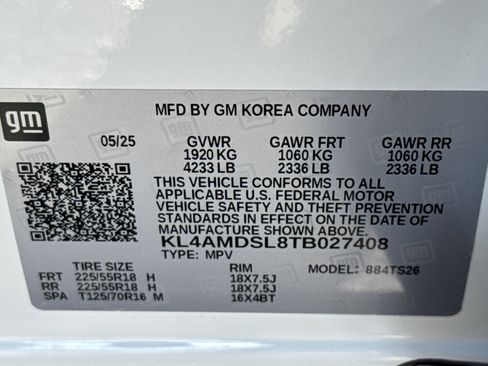 gm
MFD BY GM KOREA COMPANY
05/25 GVWR GAWR FRT GAWR RR
1920 KG 1060 KG 1060 KG
4233 LB 2336 LB 2336 LB
THIS VEHICLE CONFORMS TO ALL
APPLICABLE U.S. FEDERAL MOTOR
VEHICLE SAFETY AND THEFT PREVENTION
STANDARDS IN EFFECT ON THE DATE OF
MANUFACTURE SHOWN ABOVE.
KL4AMDSL8TB027408
TYPE: MPV MODEL: 884TS26
TIRE SIZE RIM
FRT 225/55R18 H 18X7.5J
RR 225/55R18 H 18X7.5J
SPA T125/70R16 M 16X4BT